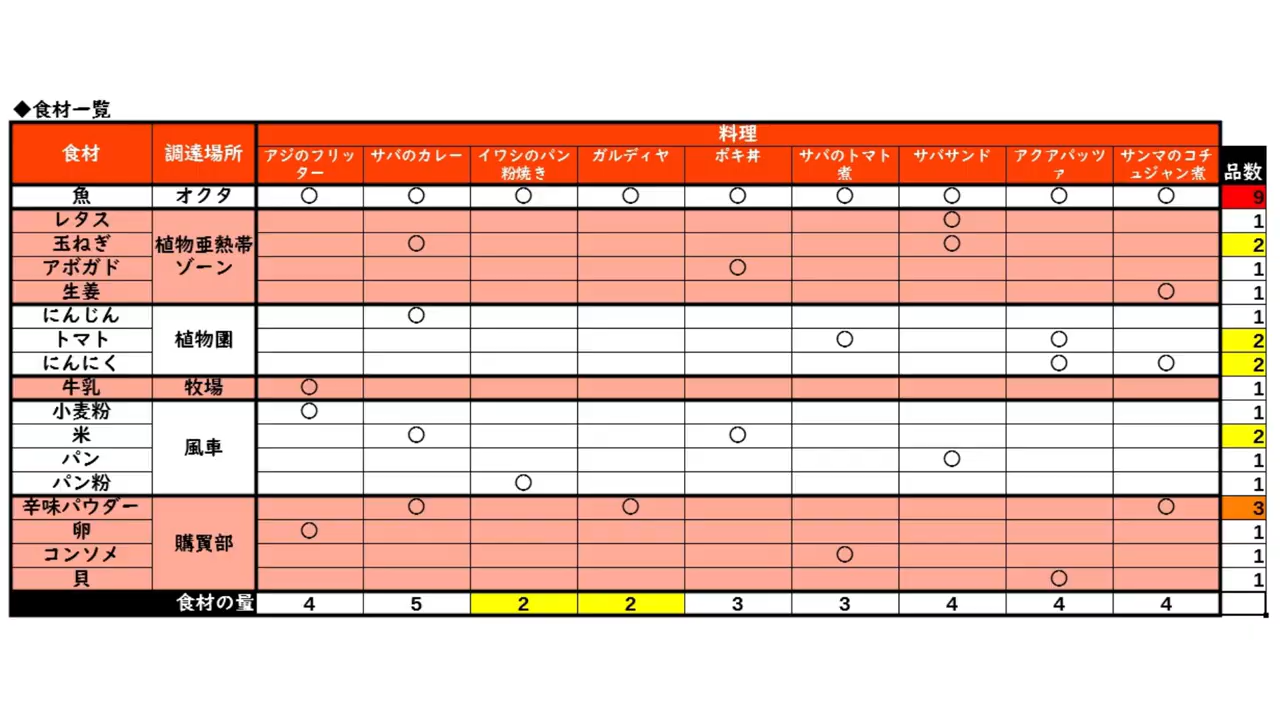 ◆食材一覧
食材 調達場所 料理
アジのフリッター サバのカレー イワシのパン粉焼き ガルディヤ ポキ丼 サバのトマト煮 サバサンド アクアパッツァ サンマのコチュジャン煮 品数
魚 オクタ ○ ○ ○ ○ ○ ○ ○ ○ ○ 9
レタス 植物亜熱帯ゾーン ○ 1
玉ねぎ ○ ○ 2
アボガド ○ 1
生姜 ○ 1
にんじん 植物園 ○ 1
トマト ○ ○ 2
にんにく ○ ○ 2
牛乳 牧場 ○ 1
小麦粉 風車 ○ 1
米 ○ ○ 2
パン ○ 1
パン粉 ○ 1
辛味パウダー 購買部 ○ ○ ○ 3
卵 ○ 1
コンソメ ○ 1
貝 ○ 1
食材の量 4 5 2 2 3 3 4 4 4